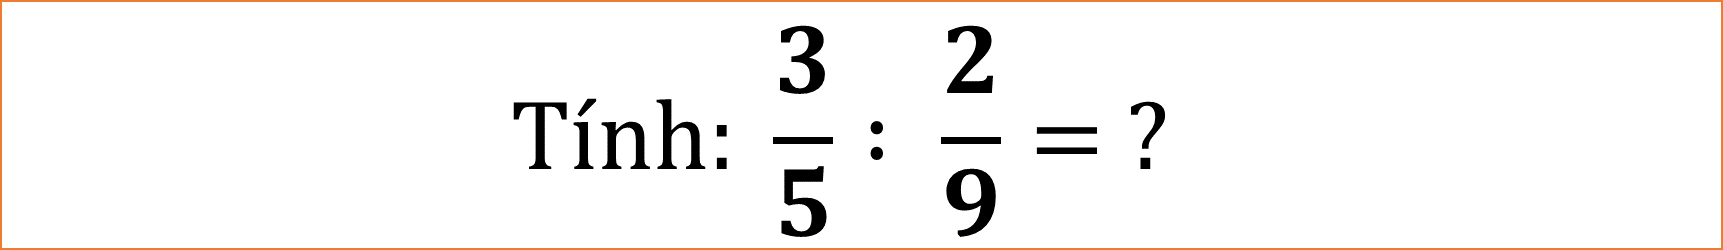 Tính: 3/5 : 2/9 = ?